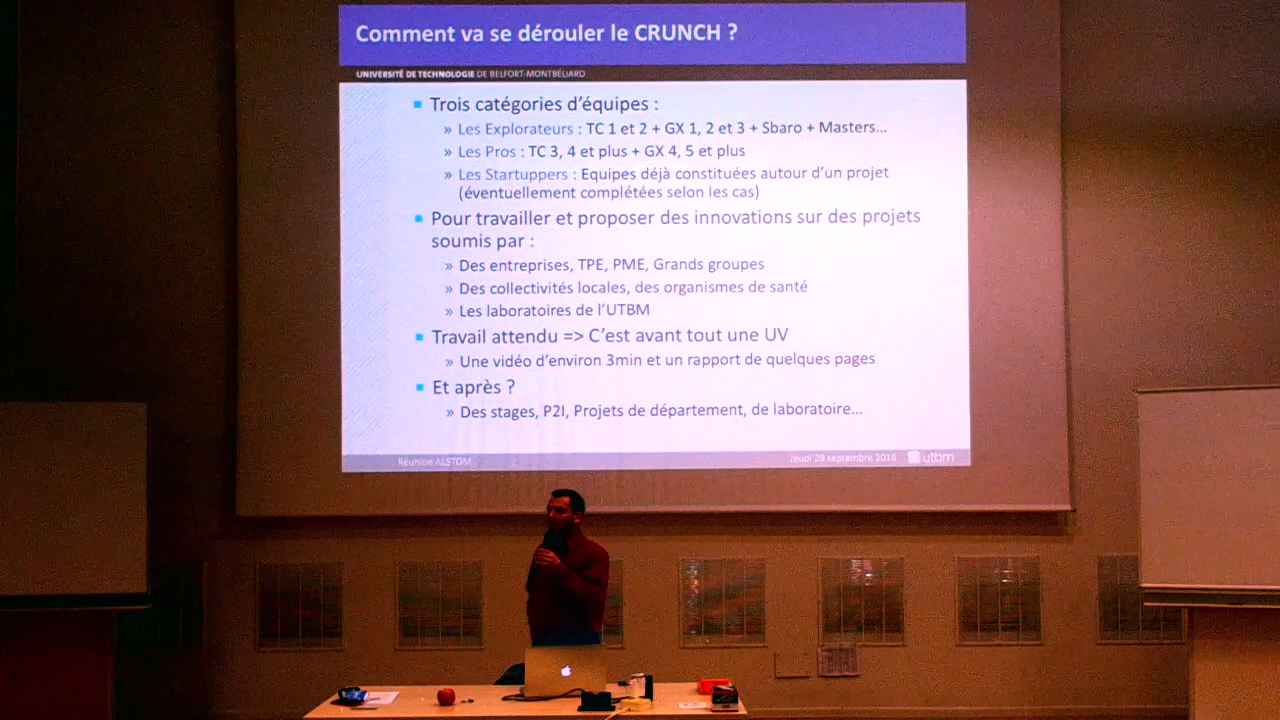 Comment va se dérouler le CRUNCH ?
UNIVERSITÉ DE TECHNOLOGIE DE BELFORT-MONTBÉLIARD
Trois catégories d'équipes :
» Les Explorateurs : TC 1 et 2 + GX 1, 2 et 3 + Sbaro + Masters...
» Les Pros : TC 3, 4 et plus + GX 4, 5 et plus
» Les Startuppers : Equipes déjà constituées autour d'un projet
(éventuellement complétées selon les cas)
Pour travailler et proposer des innovations sur des projets
soumis par :
» Des entreprises, TPE, PME, Grands groupes
» Des collectivités locales, des organismes de santé
» Les laboratoires de l'UTBM
Travail attendu => C'est avant tout une UV
» Une vidéo d'environ 3min et un rapport de quelques pages
Et après ?
» Des stages, P2I, Projets de département, de laboratoire...
Réunion ALSTOM
Jeudi 29 septembre 2016
utbm